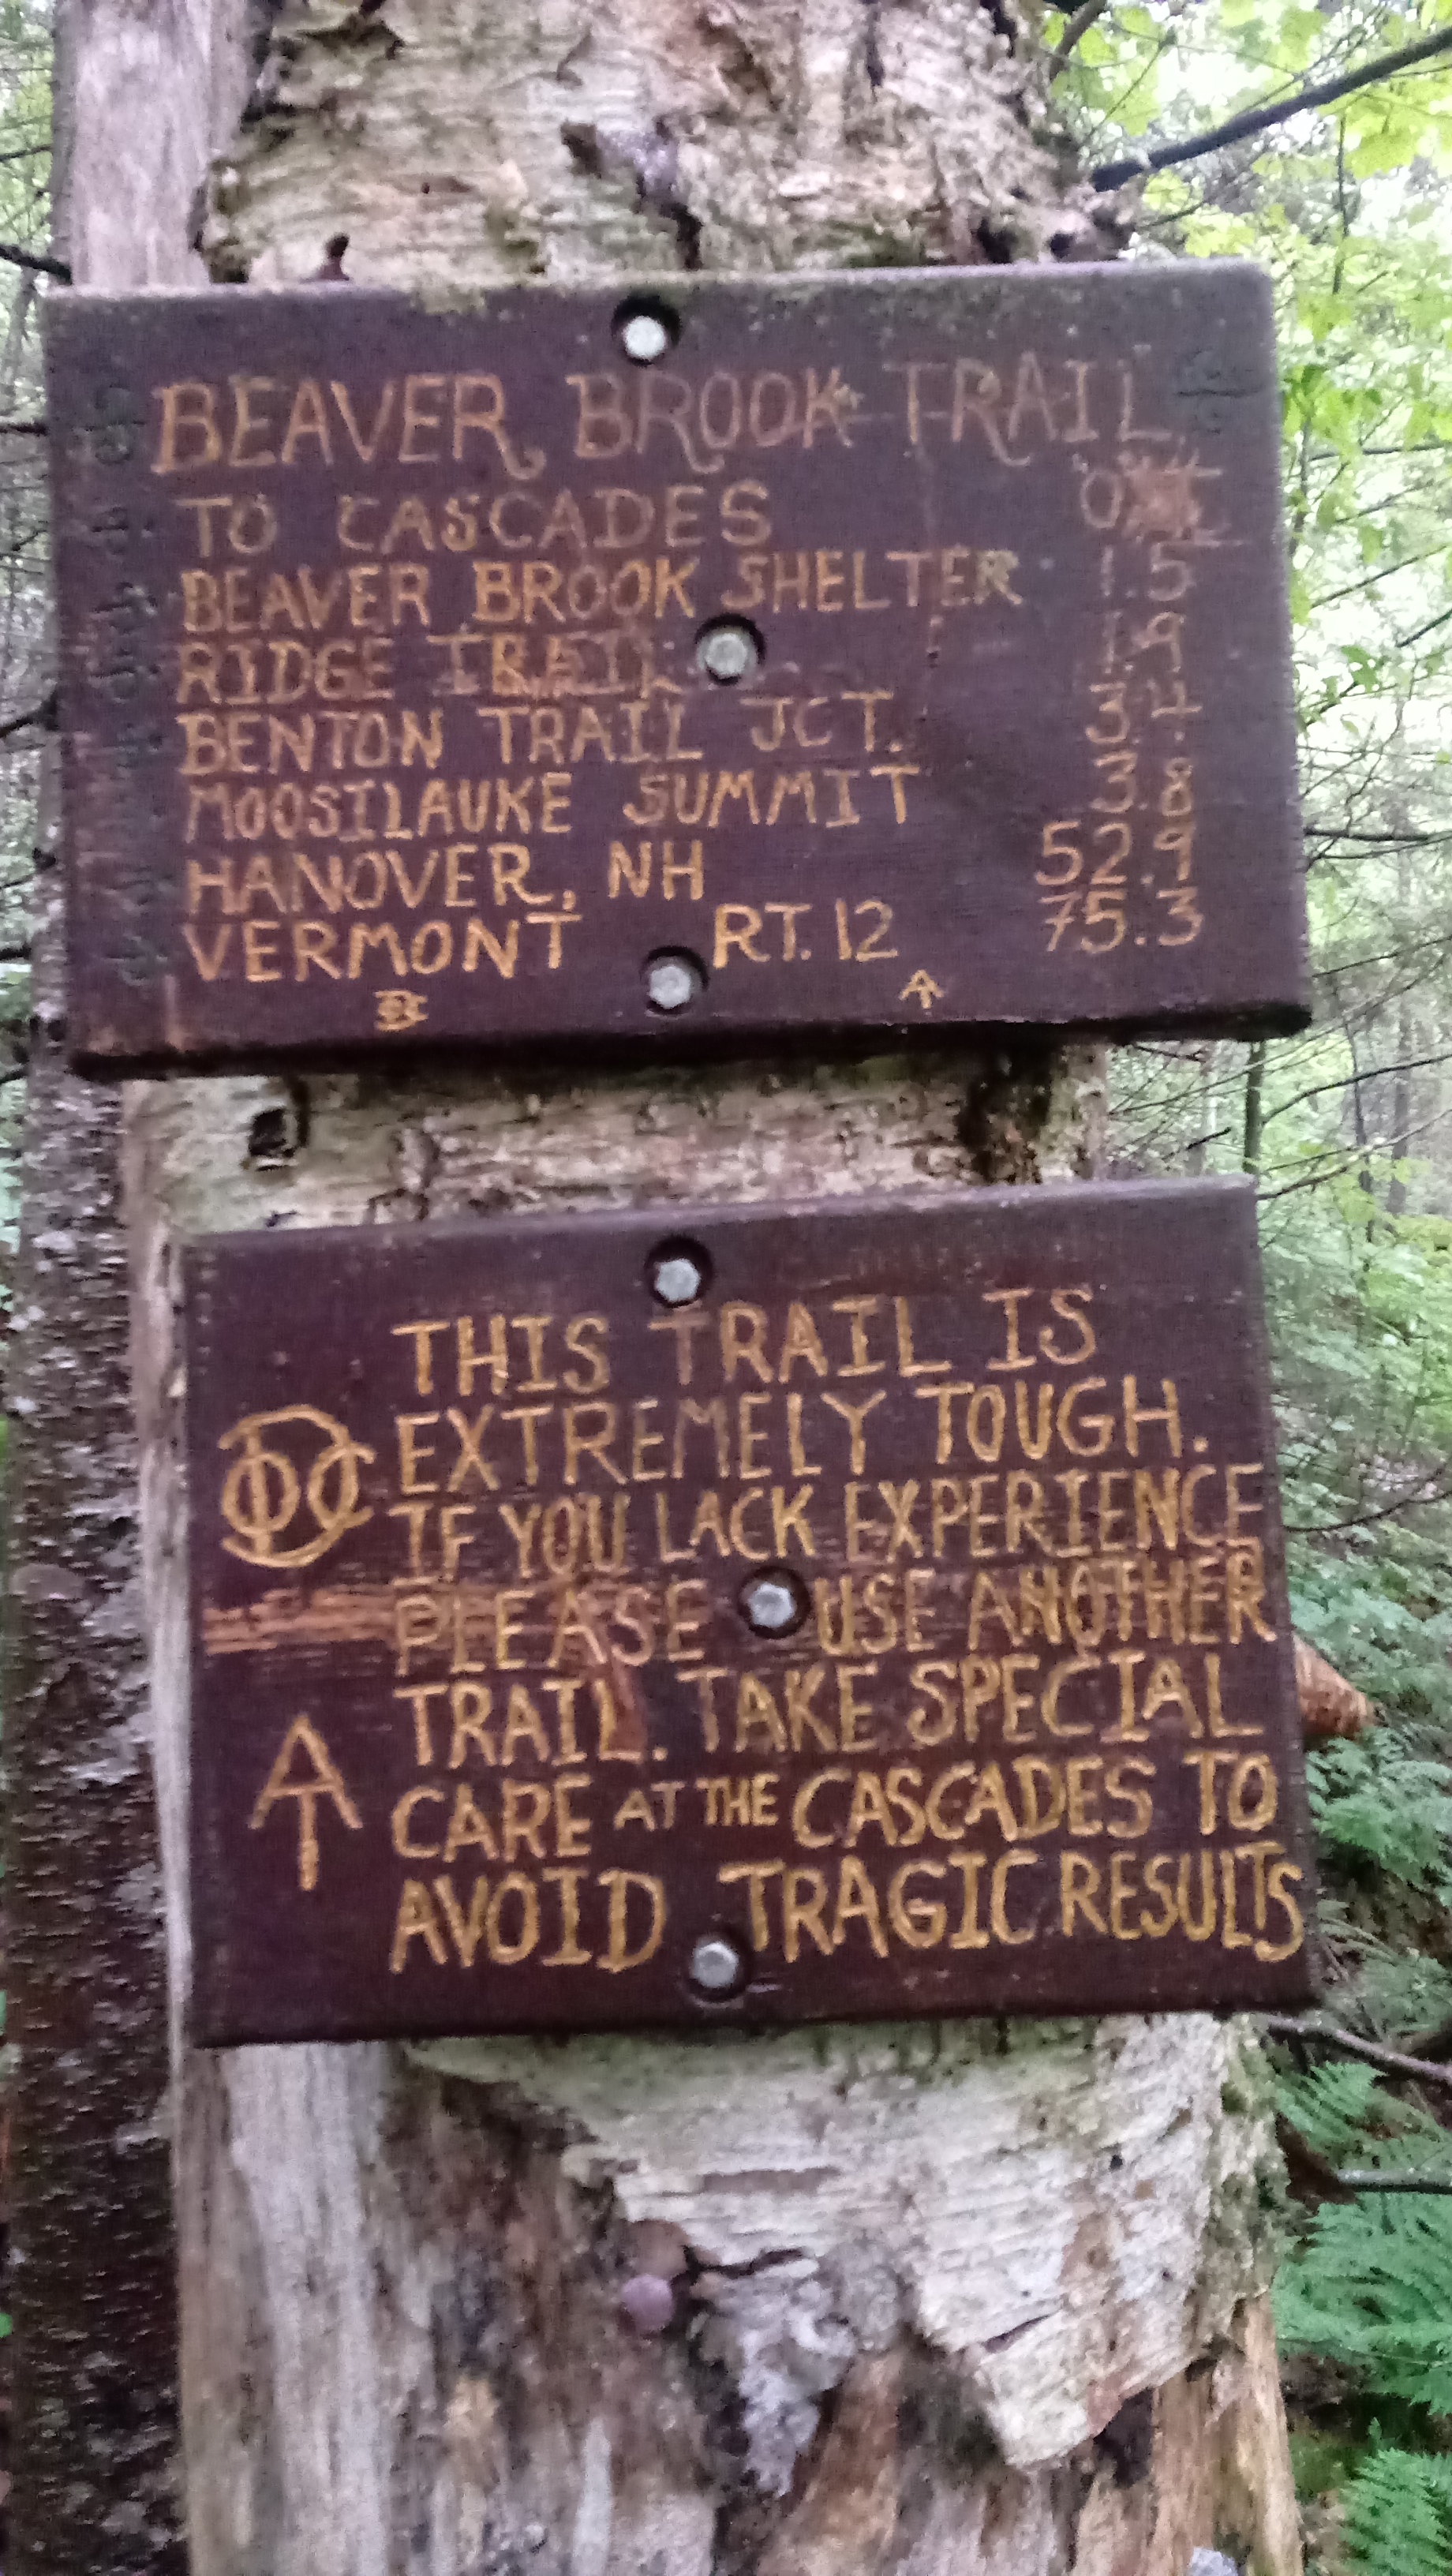 BEAVER BROOK TRAIL
TO CASCADES 0
BEAVER BROOK SHELTER 1.5
RIDGE TRAIL 1.9
BENTON TRAIL JCT. 3.4
MOOSILAUKE SUMMIT 3.8
HANOVER, NH 52.9
VERMONT RT. 12 75.3
THIS TRAIL IS
EXTREMELY TOUGH.
IF YOU LACK EXPERIENCE
PLEASE USE ANOTHER
TRAIL. TAKE SPECIAL
CARE AT THE CASCADES TO
AVOID TRAGIC RESULTS